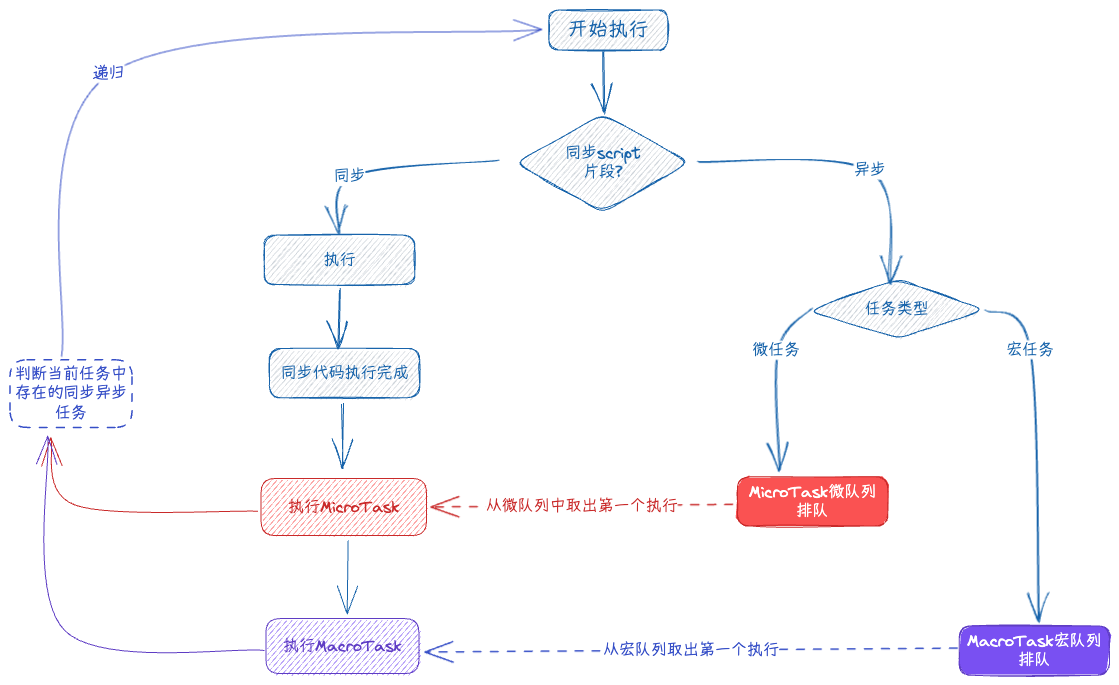 开始执行
递归
同步script
片段?
同步
异步
执行
任务类型
微任务
宏任务
判断当前任务中
存在的同步异步
任务
同步代码执行完成
执行MicroTask
从微队列中取出第一个执行
MicroTask微队列
排队
执行MacroTask
从宏队列取出第一个执行
MacroTask宏队列
排队